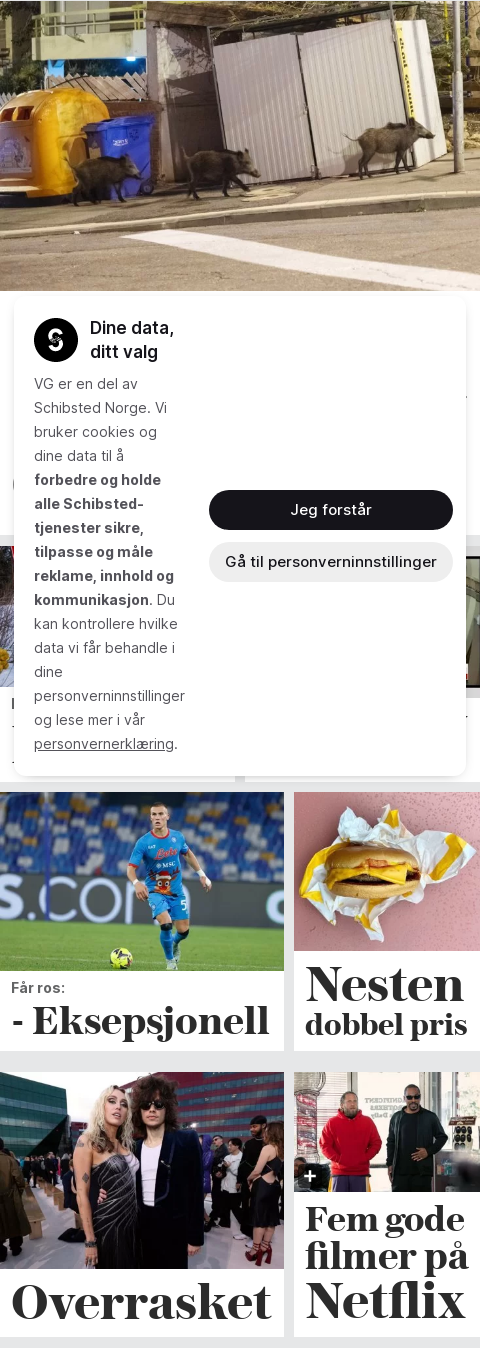 Dine data,
ditt valg
VG er en del av
Schibsted Norge. Vi
bruker cookies og
dine data til å
forbedre og holde
alle Schibsted-
tjenester sikre,
tilpasse og måle
reklame, innhold og
kommunikasjon. Du
kan kontrollere hvilke
data vi får behandle i
dine
personverninnstillinger
og lese mer i vår
personvernerklæring.
Jeg forstår
Gå til personverninnstillinger
Får ros:
- Eksepsjonell
Nesten
dobbel pris
Overrasket
Fem gode
filmer på
Netflix